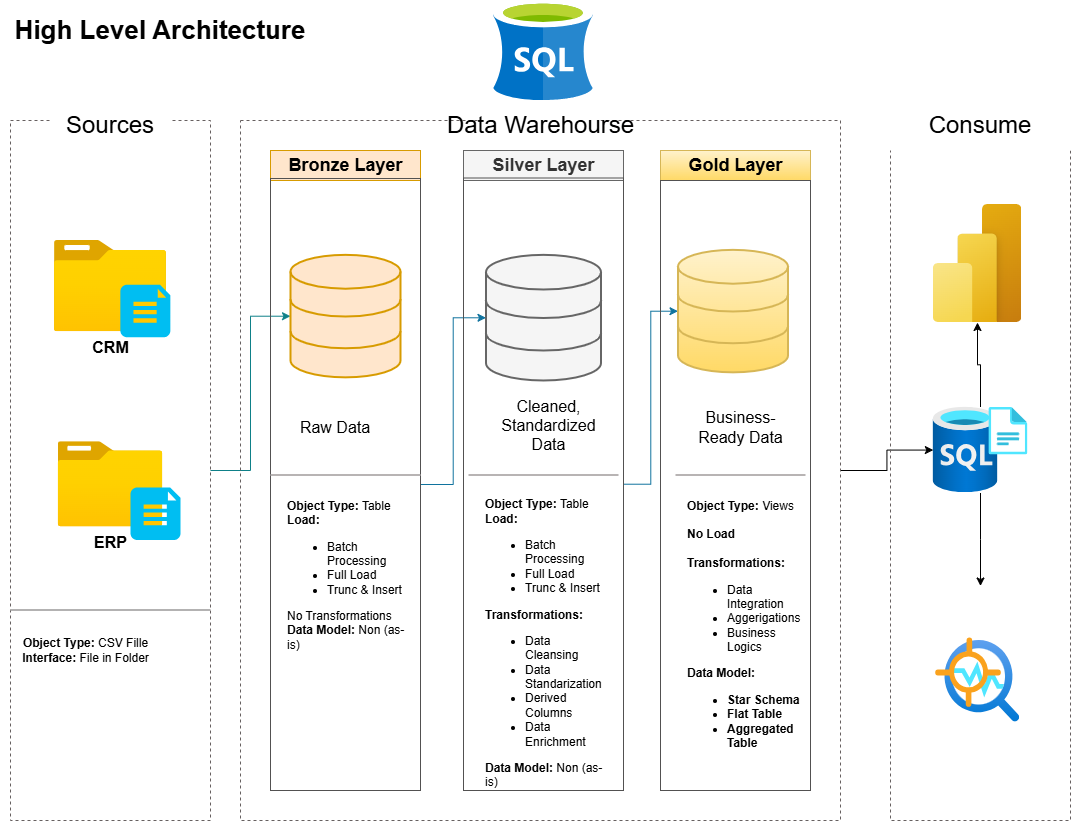 High Level Architecture
SQL
Sources
Data Warehourse
Consume
Bronze Layer
Silver Layer
Gold Layer
CRM
ERP
Object Type: CSV Fille
Interface: File in Folder
Raw Data
Object Type: Table
Load:
Batch
Processing
Full Load
Trunc & Insert
No Transformations
Data Model: Non (as-
is)
Cleaned,
Standardized
Data
Object Type: Table
Load:
Batch
Processing
Full Load
Trunc & Insert
Transformations:
Data
Cleansing
Data
Standarization
Derived
Columns
Data
Enrichment
Data Model: Non (as-
is)
Business-
Ready Data
Object Type: Views
No Load
Transformations:
Data
Integration
Aggerigations
Business
Logics
Data Model:
Star Schema
Flat Table
Aggregated
Table
SQL